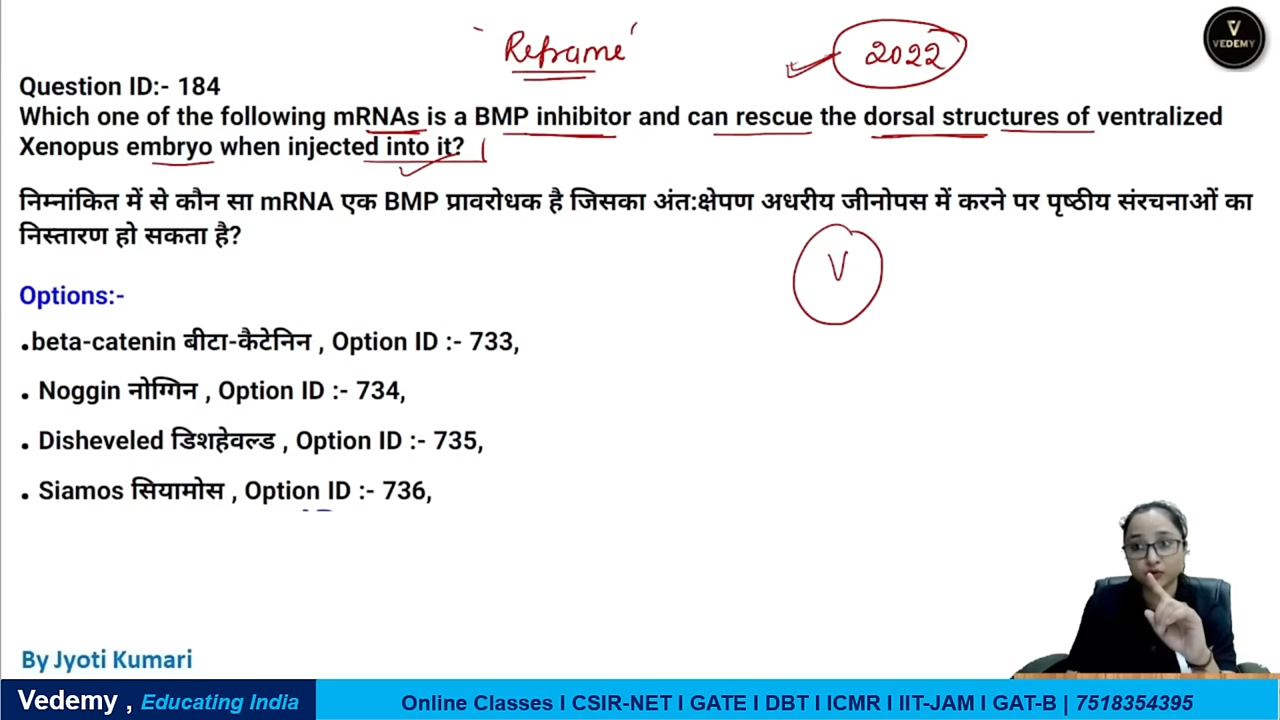 "Reframe"
2022
V
VEDEMY
Question ID:- 184
Which one of the following mRNAs is a BMP inhibitor and can rescue the dorsal structures of ventralized
Xenopus embryo when injected into it?
निम्नांकित में से कौन सा mRNA एक BMP प्रावरोधक है जिसका अंत:क्षेपण अधरीय जीनोपस में करने पर पृष्ठीय संरचनाओं का
निस्तारण हो सकता है?
V
Options:-
.beta-catenin बीटा-कैटेनिन , Option ID :- 733,
. Noggin नोग्गिन , Option ID :- 734,
. Disheveled डिशहेवल्ड , Option ID :- 735,
. Siamos सियामोस , Option ID :- 736,
By Jyoti Kumari
Vedemy , Educating India
Online Classes I CSIR-NET I GATE I DBT I ICMR I IIT-JAM I GAT-B | 7518354395